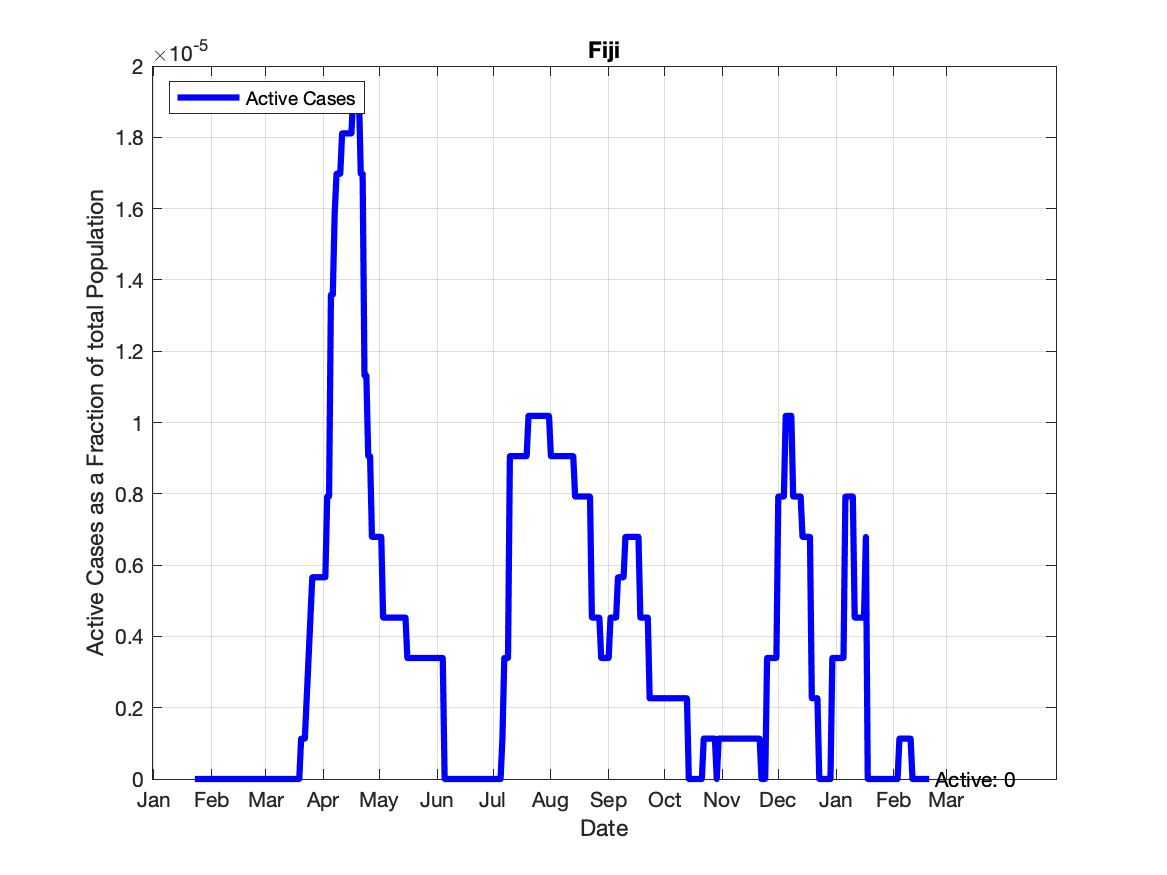 Fiji
×10-5
Active Cases
2
1.8
1.6
1.4
1.2
1
0.8
0.6
0.4
0.2
0
Active Cases as a Fraction of total Population
Active: 0
Jan Feb Mar Apr May Jun Jul Aug Sep Oct Nov Dec Jan Feb Mar
Date